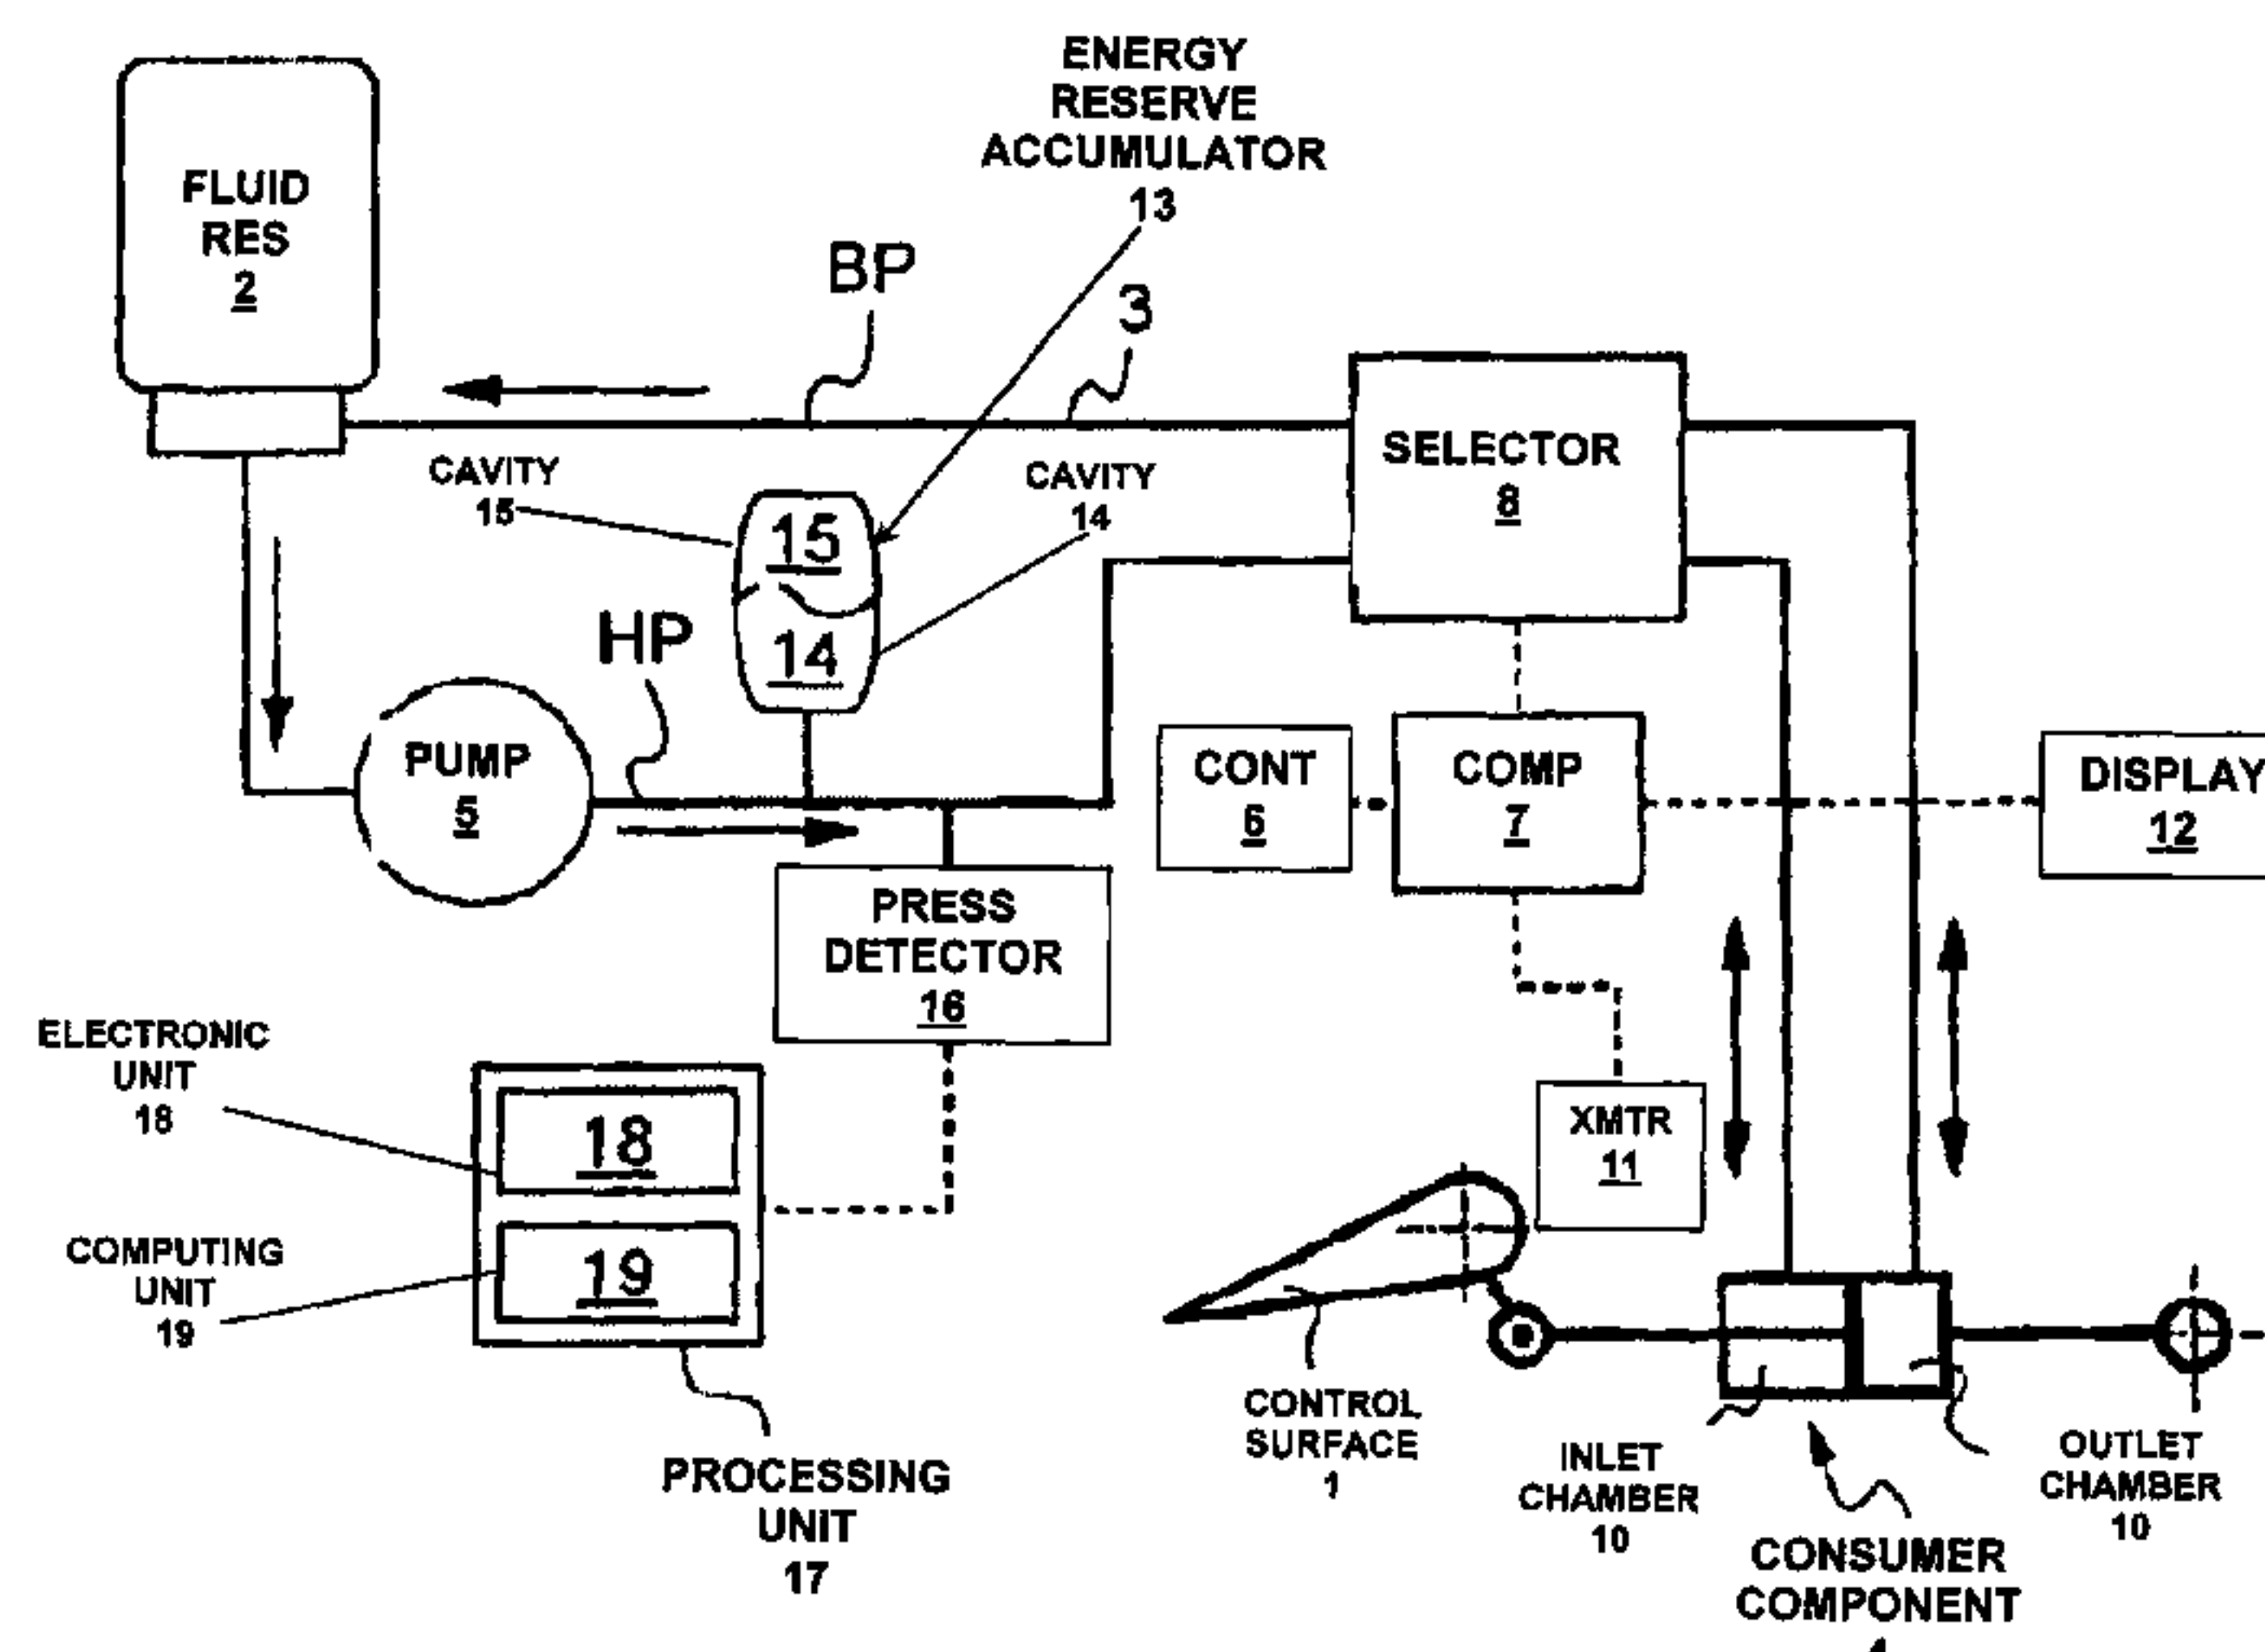 ENERGY
RESERVE
ACCUMULATOR
13
FLUID
RES
2
BP
3
SELECTOR
8
CAVITY
15
CAVITY
14
15
14
HP
PUMP
5
CONT
6
COMP
7
DISPLAY
12
PRESS
DETECTOR
16
ELECTRONIC
UNIT
18
18
XMTR
11
COMPUTING
UNIT
19
19
PROCESSING
UNIT
17
CONTROL
SURFACE
1
INLET
CHAMBER
10
OUTLET
CHAMBER
10
CONSUMER
COMPONENT